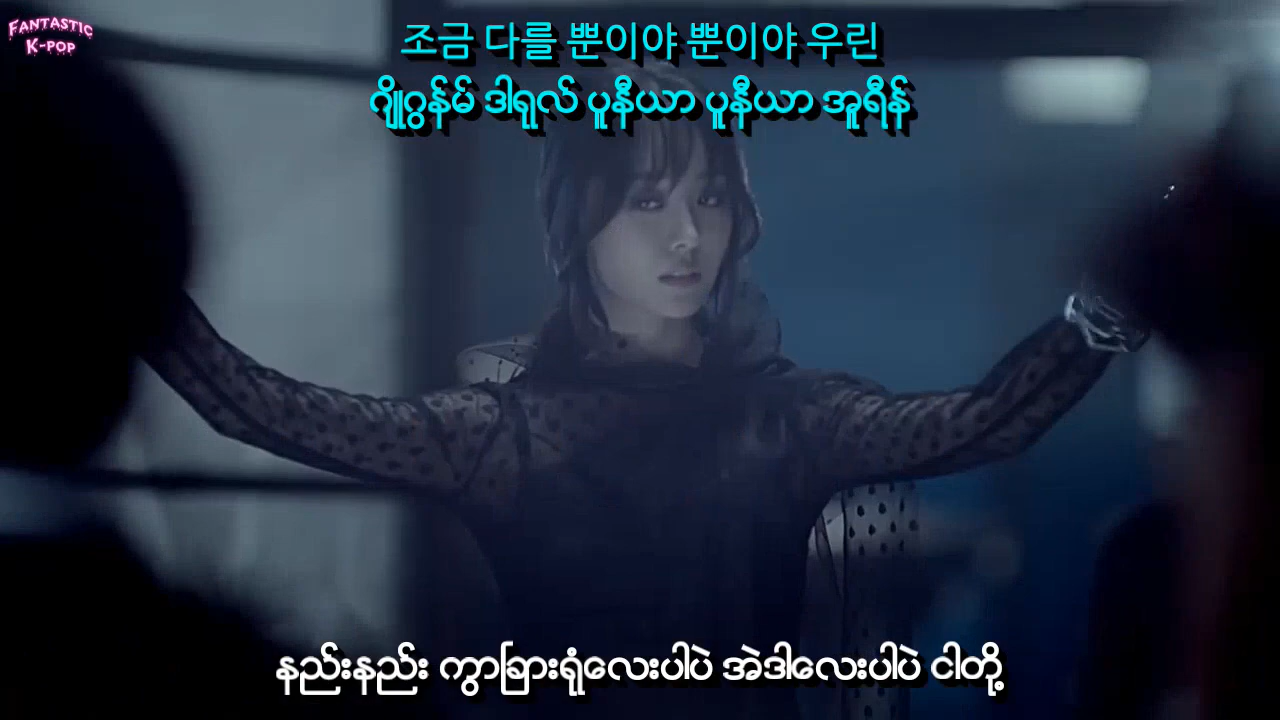 FANTASTIC
K-POP
조금 다를 뿐이야 뿐이야 우린
ဂျိုဂွန်မ် ဒါရုလ် ပူနီယာ ပူနီယာ အူရီန်
နည်းနည်း ကွာခြားရုံလေးပါပဲ အဲဒါလေးပါပဲ ငါတို့